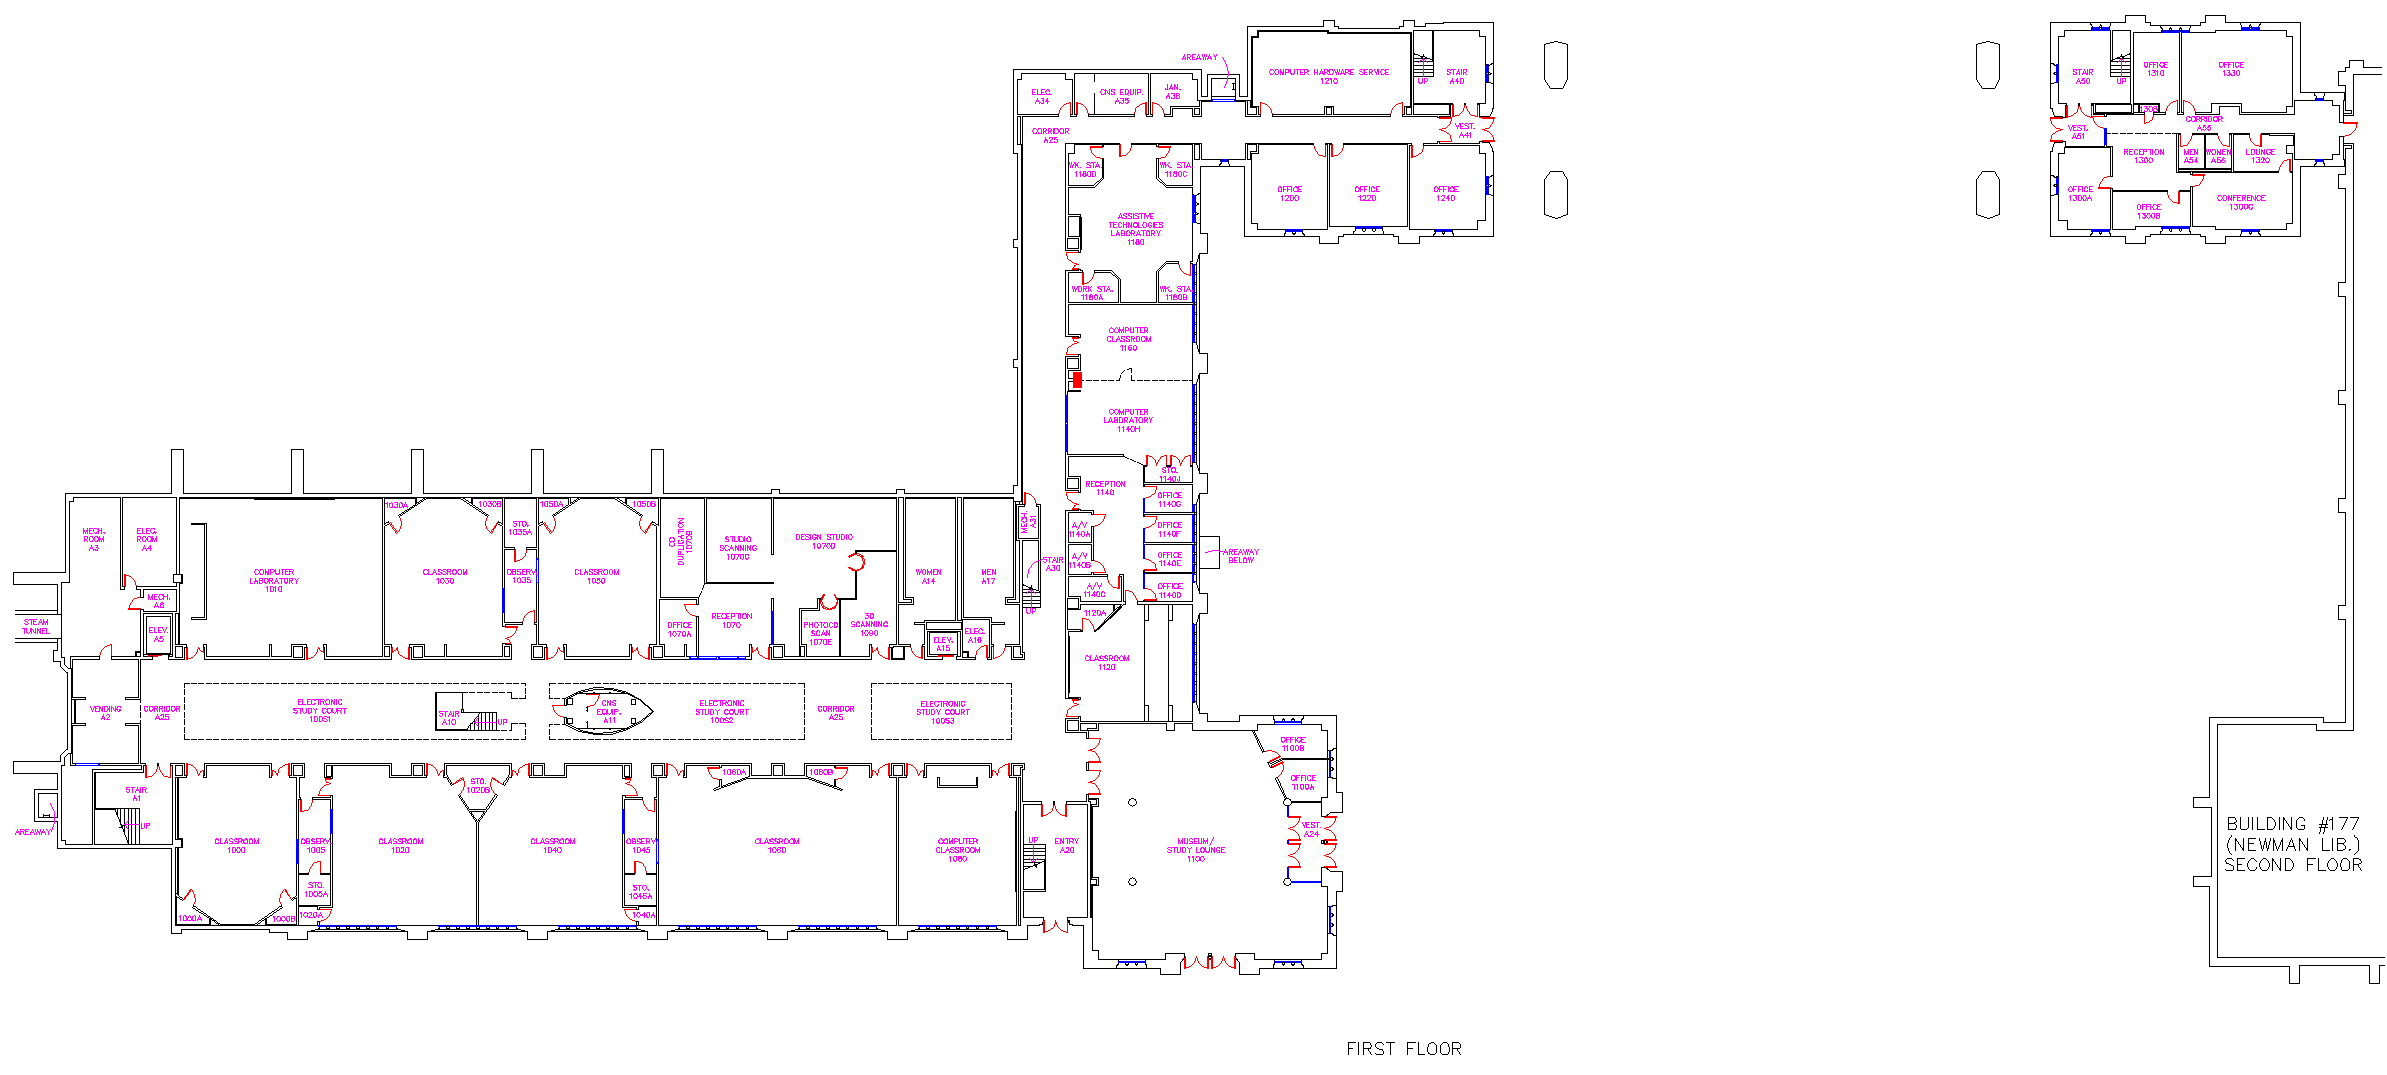 AREAWAY
COMPUTER HARDWARE SERVICE
1210
STAIR
A40
UP
ELEC.
A34
CNS EQUIP.
A35
JAN.
A38
CORRIDOR
A25
VEST.
A41
WK. STA.
1180D
WK. STA.
1180C
OFFICE
1200
OFFICE
1220
OFFICE
1240
ASSISTIVE
TECHNOLOGIES
LABORATORY
1180
WORK STA.
1180A
WK. STA.
1180B
STAIR
A50
UP
OFFICE
1310
OFFICE
1330
1308
CORRIDOR
A55
VEST.
A51
RECEPTION
1300
MEN
A54
WOMEN
A56
LOUNGE
1320
OFFICE
1300A
OFFICE
1300B
CONFERENCE
1300C
COMPUTER
CLASSROOM
1160
COMPUTER
LABORATORY
1140H
STO.
1140J
RECEPTION
1140
OFFICE
1140G
A/V
1140A
OFFICE
1140F
A/V
1140B
OFFICE
1140E
A/V
1140C
OFFICE
1140D
AREAWAY
BELOW
1120A
CLASSROOM
1120
MECH.
A31
STAIR
A30
UP
MECH.
ROOM
A3
ELEC.
ROOM
A4
MECH.
A6
ELEV.
A5
STEAM
TUNNEL
COMPUTER
LABORATORY
1010
1030A
1030B
CLASSROOM
1030
STO.
1035A
OBSERV.
1035
1050A
1050B
CLASSROOM
1050
CD
DUPLICATION
1070B
STUDIO
SCANNING
1070C
DESIGN STUDIO
1070D
OFFICE
1070A
RECEPTION
1070
PHOTOCD
SCAN
1070E
3D
SCANNING
1090
WOMEN
A14
MEN
A17
ELEV.
A15
ELEC.
A16
VENDING
A2
CORRIDOR
A25
ELECTRONIC
STUDY COURT
100S1
STAIR
A10
UP
CNS
EQUIP.
A11
ELECTRONIC
STUDY COURT
100S2
CORRIDOR
A25
ELECTRONIC
STUDY COURT
100S3
STAIR
A1
UP
AREAWAY
CLASSROOM
1000
1000A
1000B
OBSERV.
1005
STO.
1005A
1020A
CLASSROOM
1020
STO.
1020B
CLASSROOM
1040
OBSERV.
1045
STO.
1045A
1040A
1060A
1060B
CLASSROOM
1060
COMPUTER
CLASSROOM
1080
UP
ENTRY
A20
MUSEUM/
STUDY LOUNGE
1100
OFFICE
1100B
OFFICE
1100A
VEST.
A24
BUILDING #177
(NEWMAN LIB.)
SECOND FLOOR
FIRST FLOOR